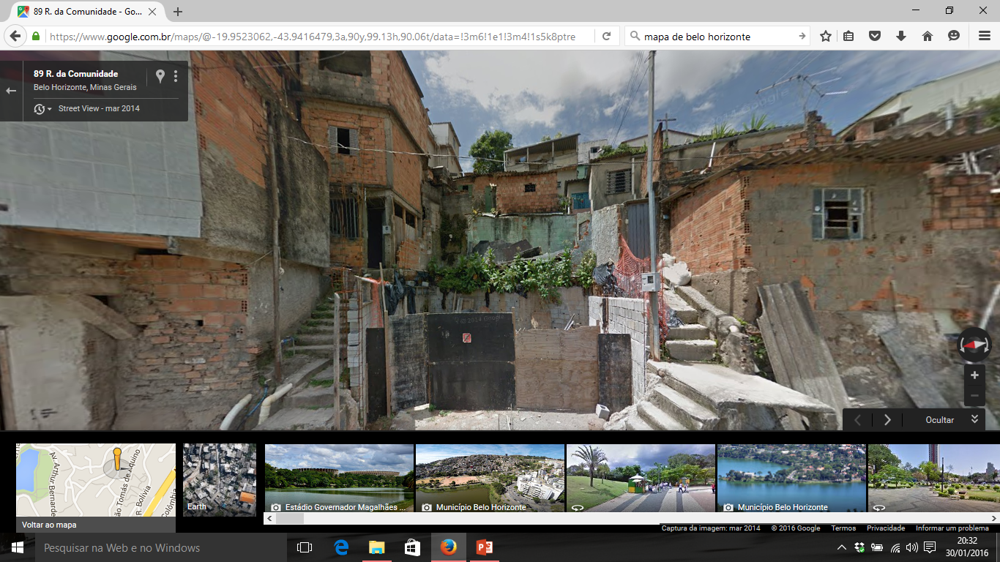 89 R. da Comunidade - Go...
https://www.google.com.br/maps/@-19.9523062,-43.9416479,3a,90y,99.13h,90.06t/data=!3m6!1e1!3m4!1s5k8ptre
mapa de belo horizonte
89 R. da Comunidade
Belo Horizonte, Minas Gerais
Street View - mar 2014
© 2014 Google
Ocultar
Av. Arthur Bernardes
São Tomás de Aquino
R. Bolívia
Colômbia
Voltar ao mapa
Earth
Estádio Governador Magalhães ...
Município Belo Horizonte
Município Belo Horizonte
Captura da imagem: mar 2014 © 2016 Google Termos Privacidade Informar um problema
Pesquisar na Web e no Windows
20:32
30/01/2016